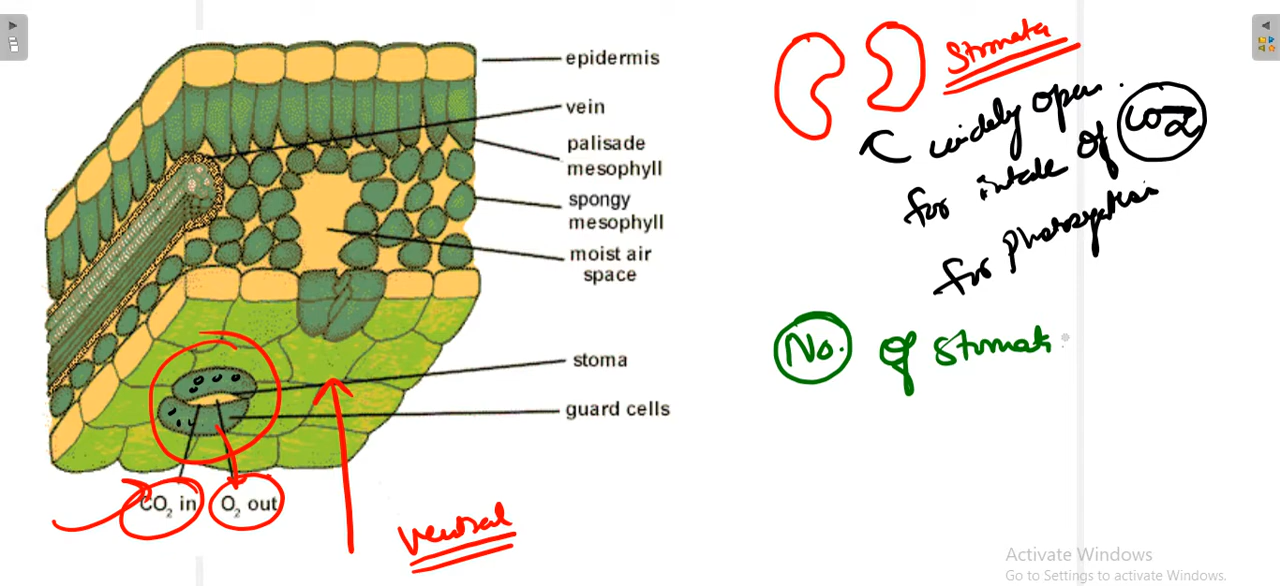 epidermis
vein
palisade
mesophyll
spongy
mesophyll
moist air
space
stoma
guard cells
CO₂ in
O₂ out
ventral
Stomata
widely open.
for intake of CO2
for
No. of stomat
Activate Windows
Go to Settings to activate Windows.